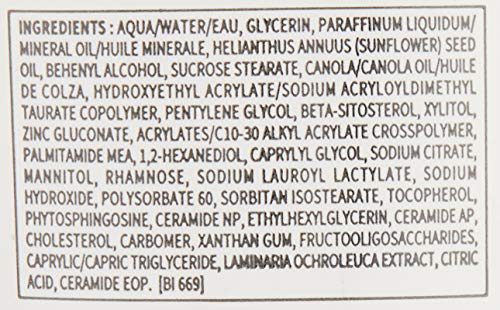 INGREDIENTS: AQUA/WATER/EAU, GLYCERIN, PARAFFINUM LIQUIDUM/
MINERAL OIL/HUILE MINERALE, HELIANTHUS ANNUUS (SUNFLOWER) SEED
OIL, BEHENYL ALCOHOL, SUCROSE STEARATE, CANOLA/CANOLA OIL/HUILE
DE COLZA, HYDROXYETHYL ACRYLATE/SODIUM ACRYLOYLDIMETHYL
TAURATE COPOLYMER, PENTYLENE GLYCOL, BETA-SITOSTEROL, XYLITOL,
ZINC GLUCONATE, ACRYLATES/C10-30 ALKYL ACRYLATE CROSSPOLYMER,
PALMITAMIDE MEA, 1,2-HEXANEDIOL, CAPRYLYL GLYCOL, SODIUM CITRATE,
MANNITOL, RHAMNOSE, SODIUM LAUROYL LACTYLATE, SODIUM
HYDROXIDE, POLYSORBATE 60, SORBITAN ISOSTEARATE, TOCOPHEROL,
PHYTOSPHINGOSINE, CERAMIDE NP, ETHYLHEXYLGLYCERIN, CERAMIDE AP,
CHOLESTEROL, CARBOMER, XANTHAN GUM, FRUCTOOLIGOSACCHARIDES,
CAPRYLIC/CAPRIC TRIGLYCERIDE, LAMINARIA OCHROLEUCA EXTRACT, CITRIC
ACID, CERAMIDE EOP. [BI 669]